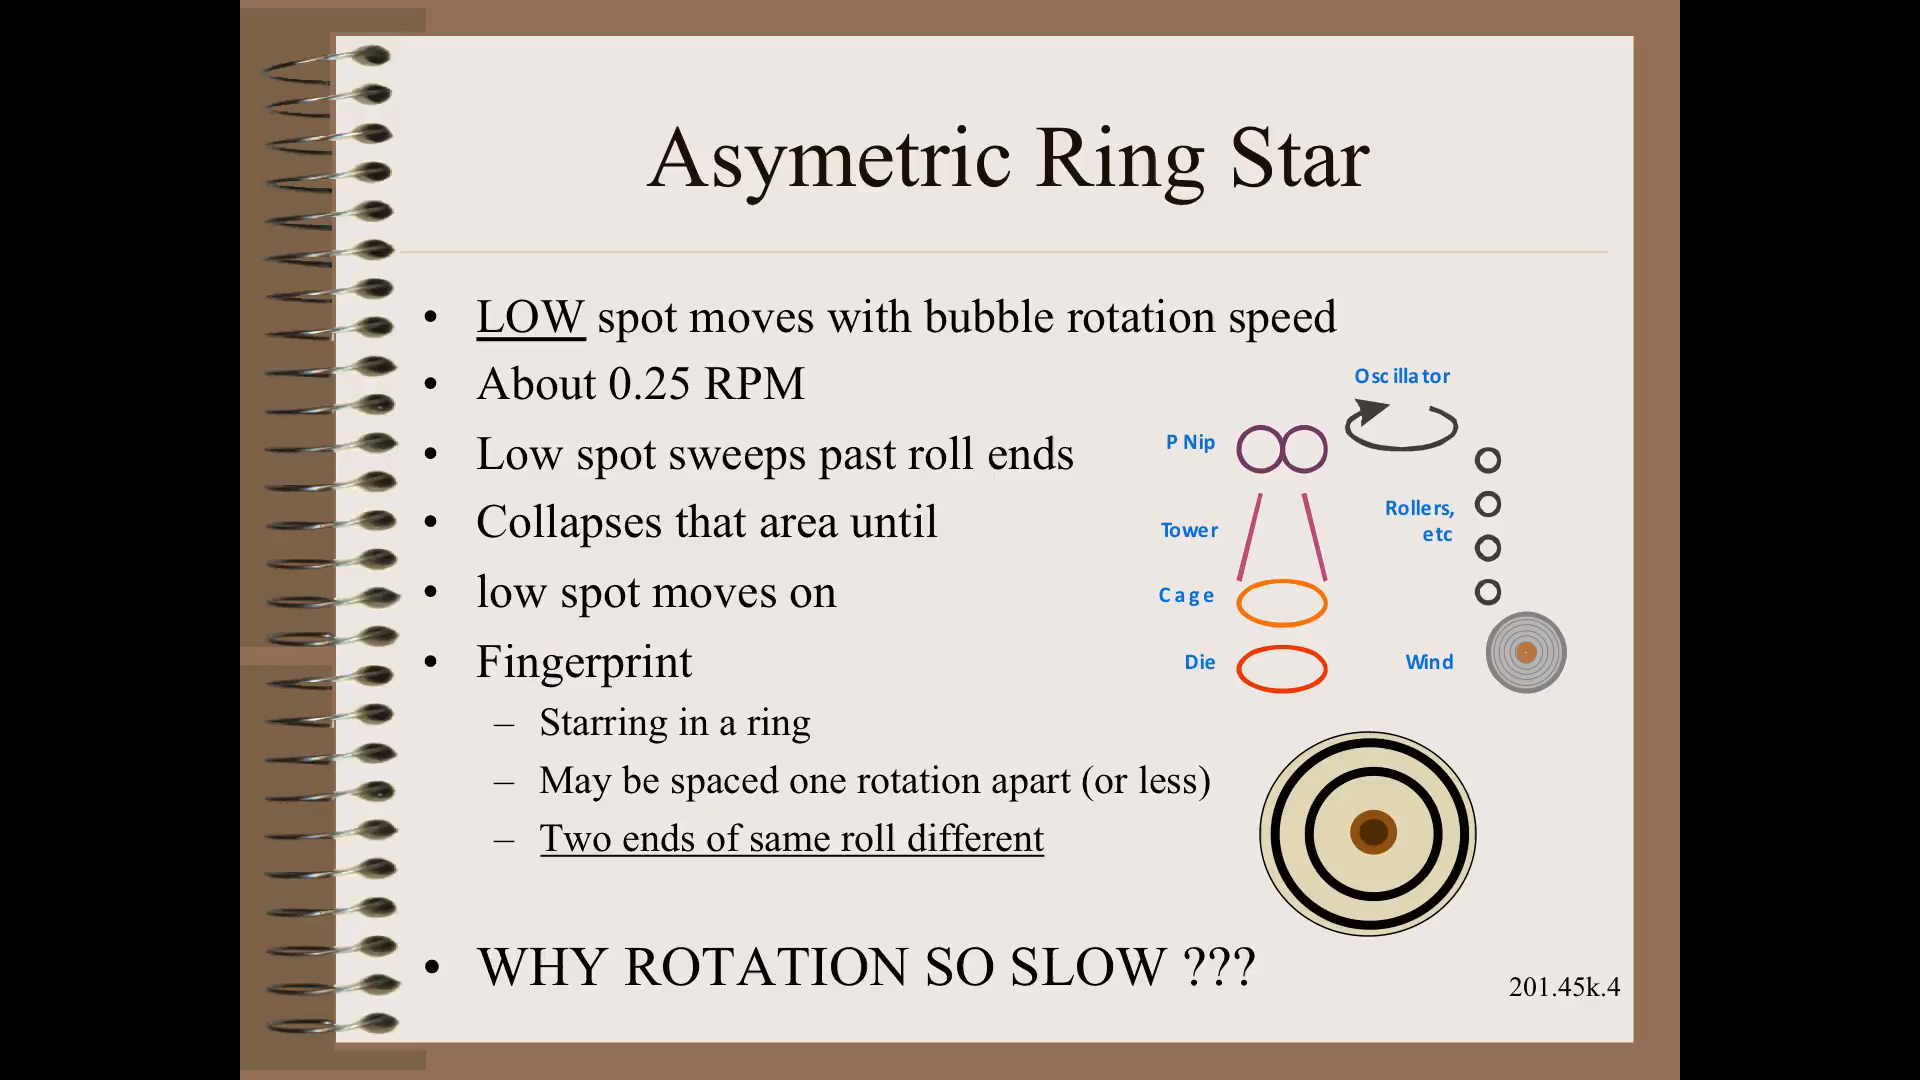 Asymetric Ring Star
• LOW spot moves with bubble rotation speed
• About 0.25 RPM
• Low spot sweeps past roll ends
• Collapses that area until
• low spot moves on
• Fingerprint
– Starring in a ring
– May be spaced one rotation apart (or less)
– Two ends of same roll different
• WHY ROTATION SO SLOW ???
Oscillator
P Nip
Rollers,
etc
Tower
Cage
Die
Wind
201.45k.4